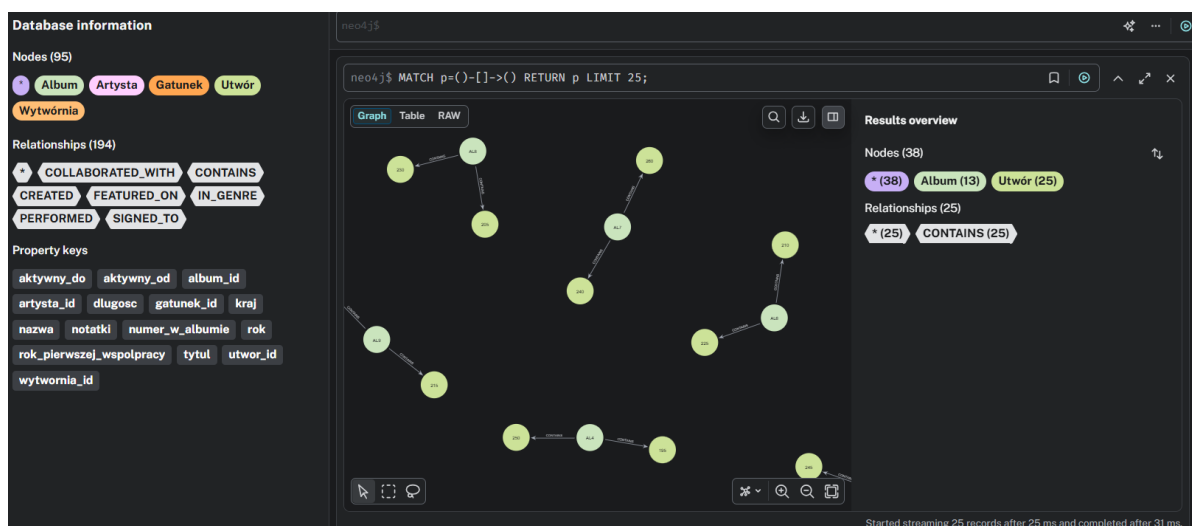 Database information
Nodes (95)
* Album Artysta Gatunek Utwór
Wytwórnia
Relationships (194)
* COLLABORATED_WITH CONTAINS
CREATED FEATURED_ON IN_GENRE
PERFORMED SIGNED_TO
Property keys
aktywny_do aktywny_od album_id
artysta_id dlugosc gatunek_id kraj
nazwa notatki numer_w_albumie rok
rok_pierwszej_wspolpracy tytul utwor_id
wytwornia_id
neo4j$
neo4j$ MATCH p=()-[]->() RETURN p LIMIT 25;
Graph Table RAW
Results overview
Nodes (38)
* (38) Album (13) Utwór (25)
Relationships (25)
* (25) CONTAINS (25)
Started streaming 25 records after 25 ms and completed after 31 ms.